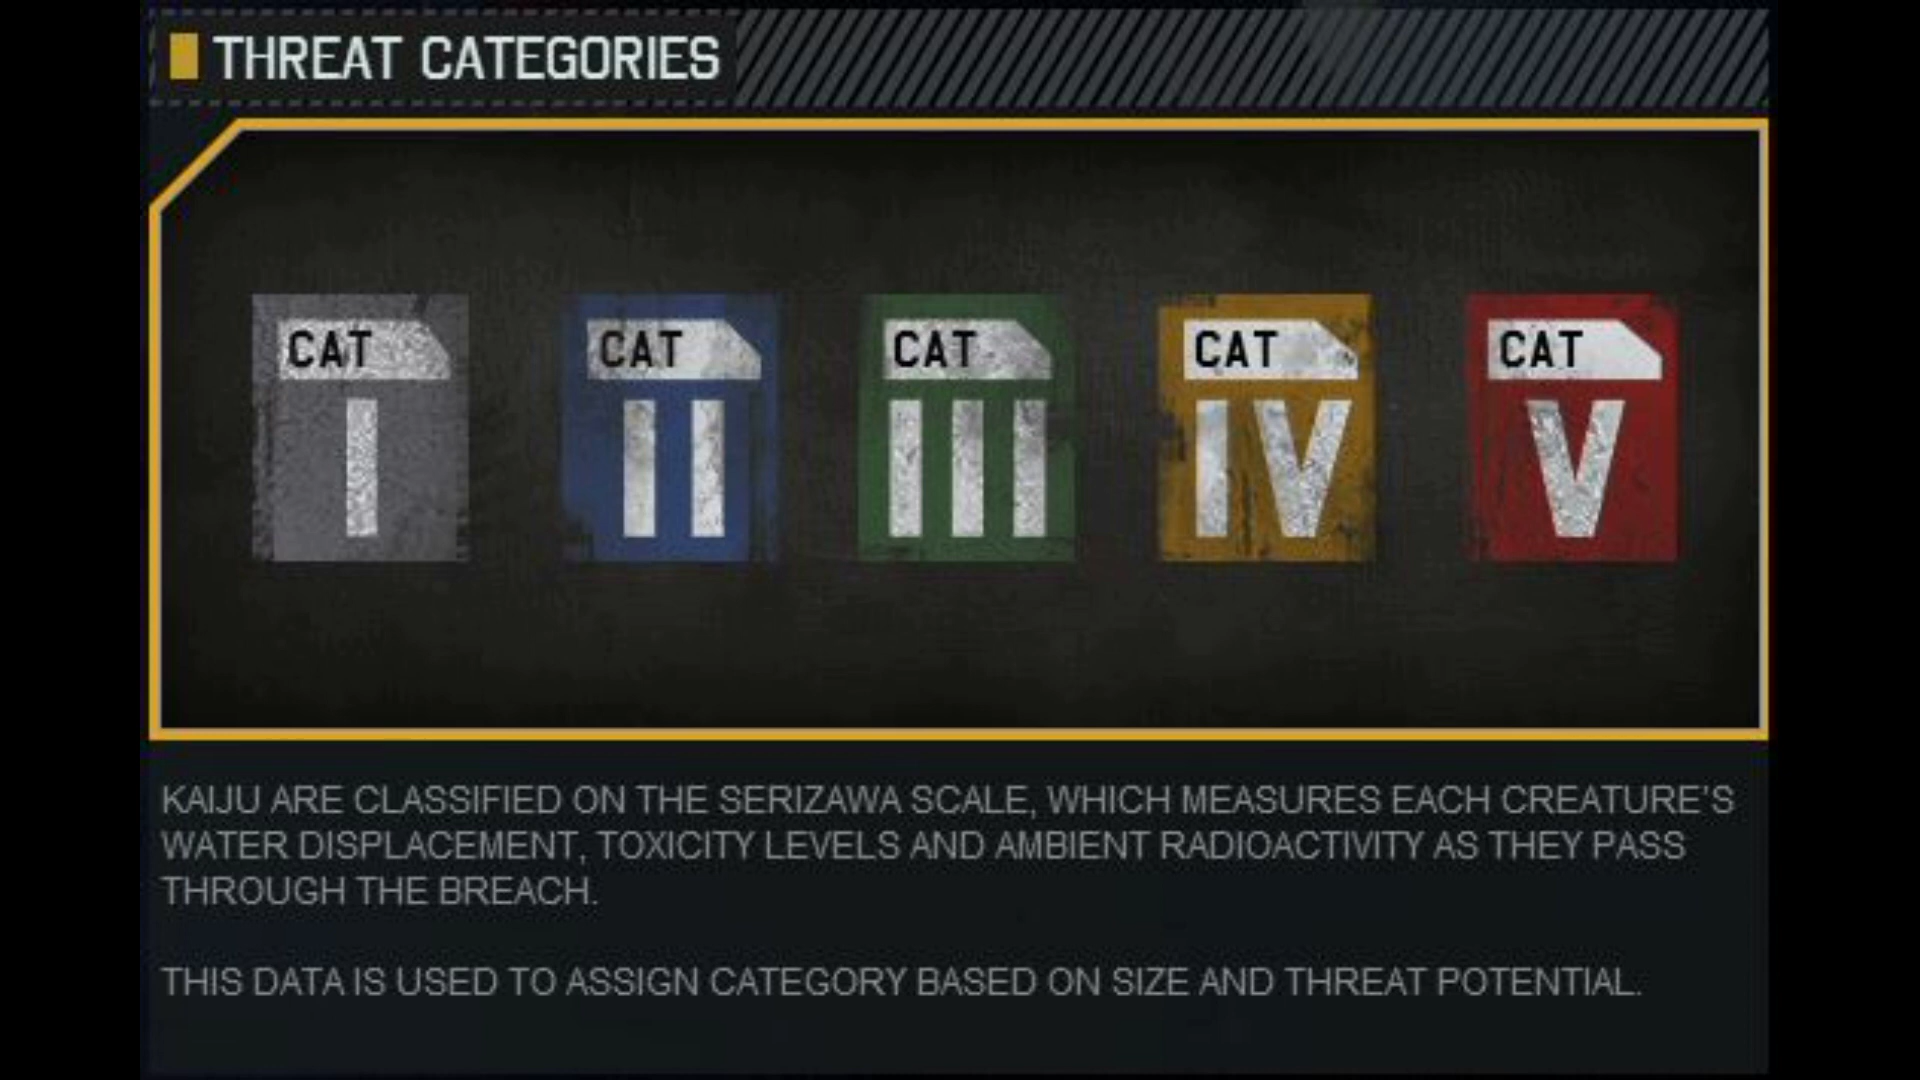 THREAT CATEGORIES
CAT CAT CAT CAT CAT
I II III IV V
KAIJU ARE CLASSIFIED ON THE SERIZAWA SCALE, WHICH MEASURES EACH CREATURE'S
WATER DISPLACEMENT, TOXICITY LEVELS AND AMBIENT RADIOACTIVITY AS THEY PASS
THROUGH THE BREACH.
THIS DATA IS USED TO ASSIGN CATEGORY BASED ON SIZE AND THREAT POTENTIAL.